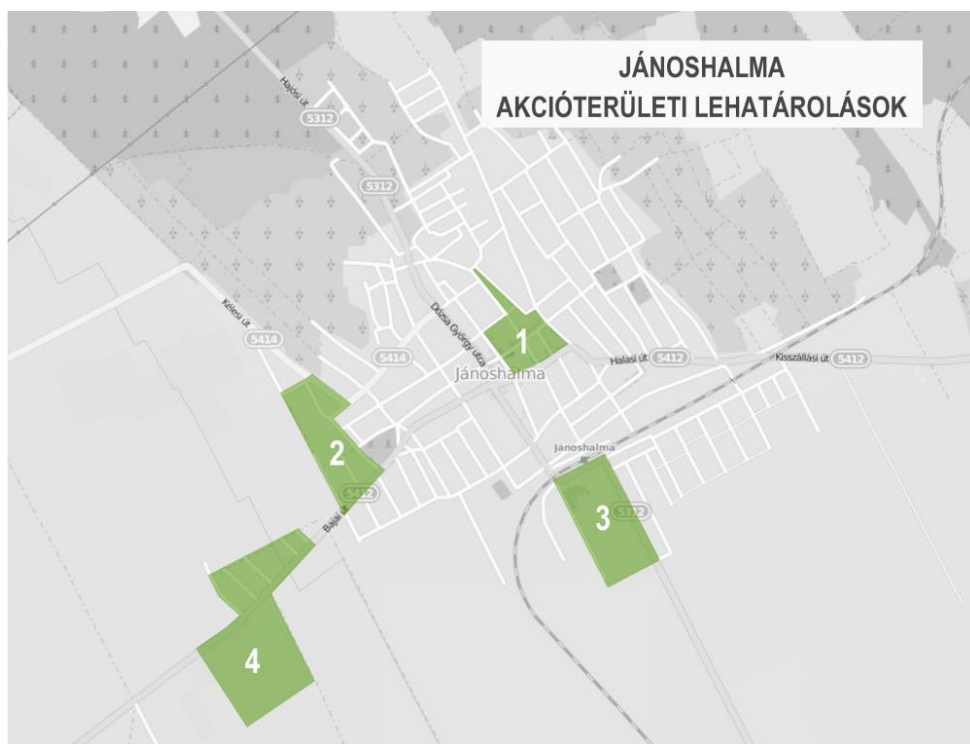 JÁNOSHALMA
AKCIÓTERÜLETI LEHATÁROLÁSOK
Hajósi út
5312
5312
Kélesi út
5414
5414
Dózsa György utca
1
Jánoshalma
Halasi út
5412
Kisszállási út
5412
2
Jánoshalma
5412
Bajai út
3
5312
4